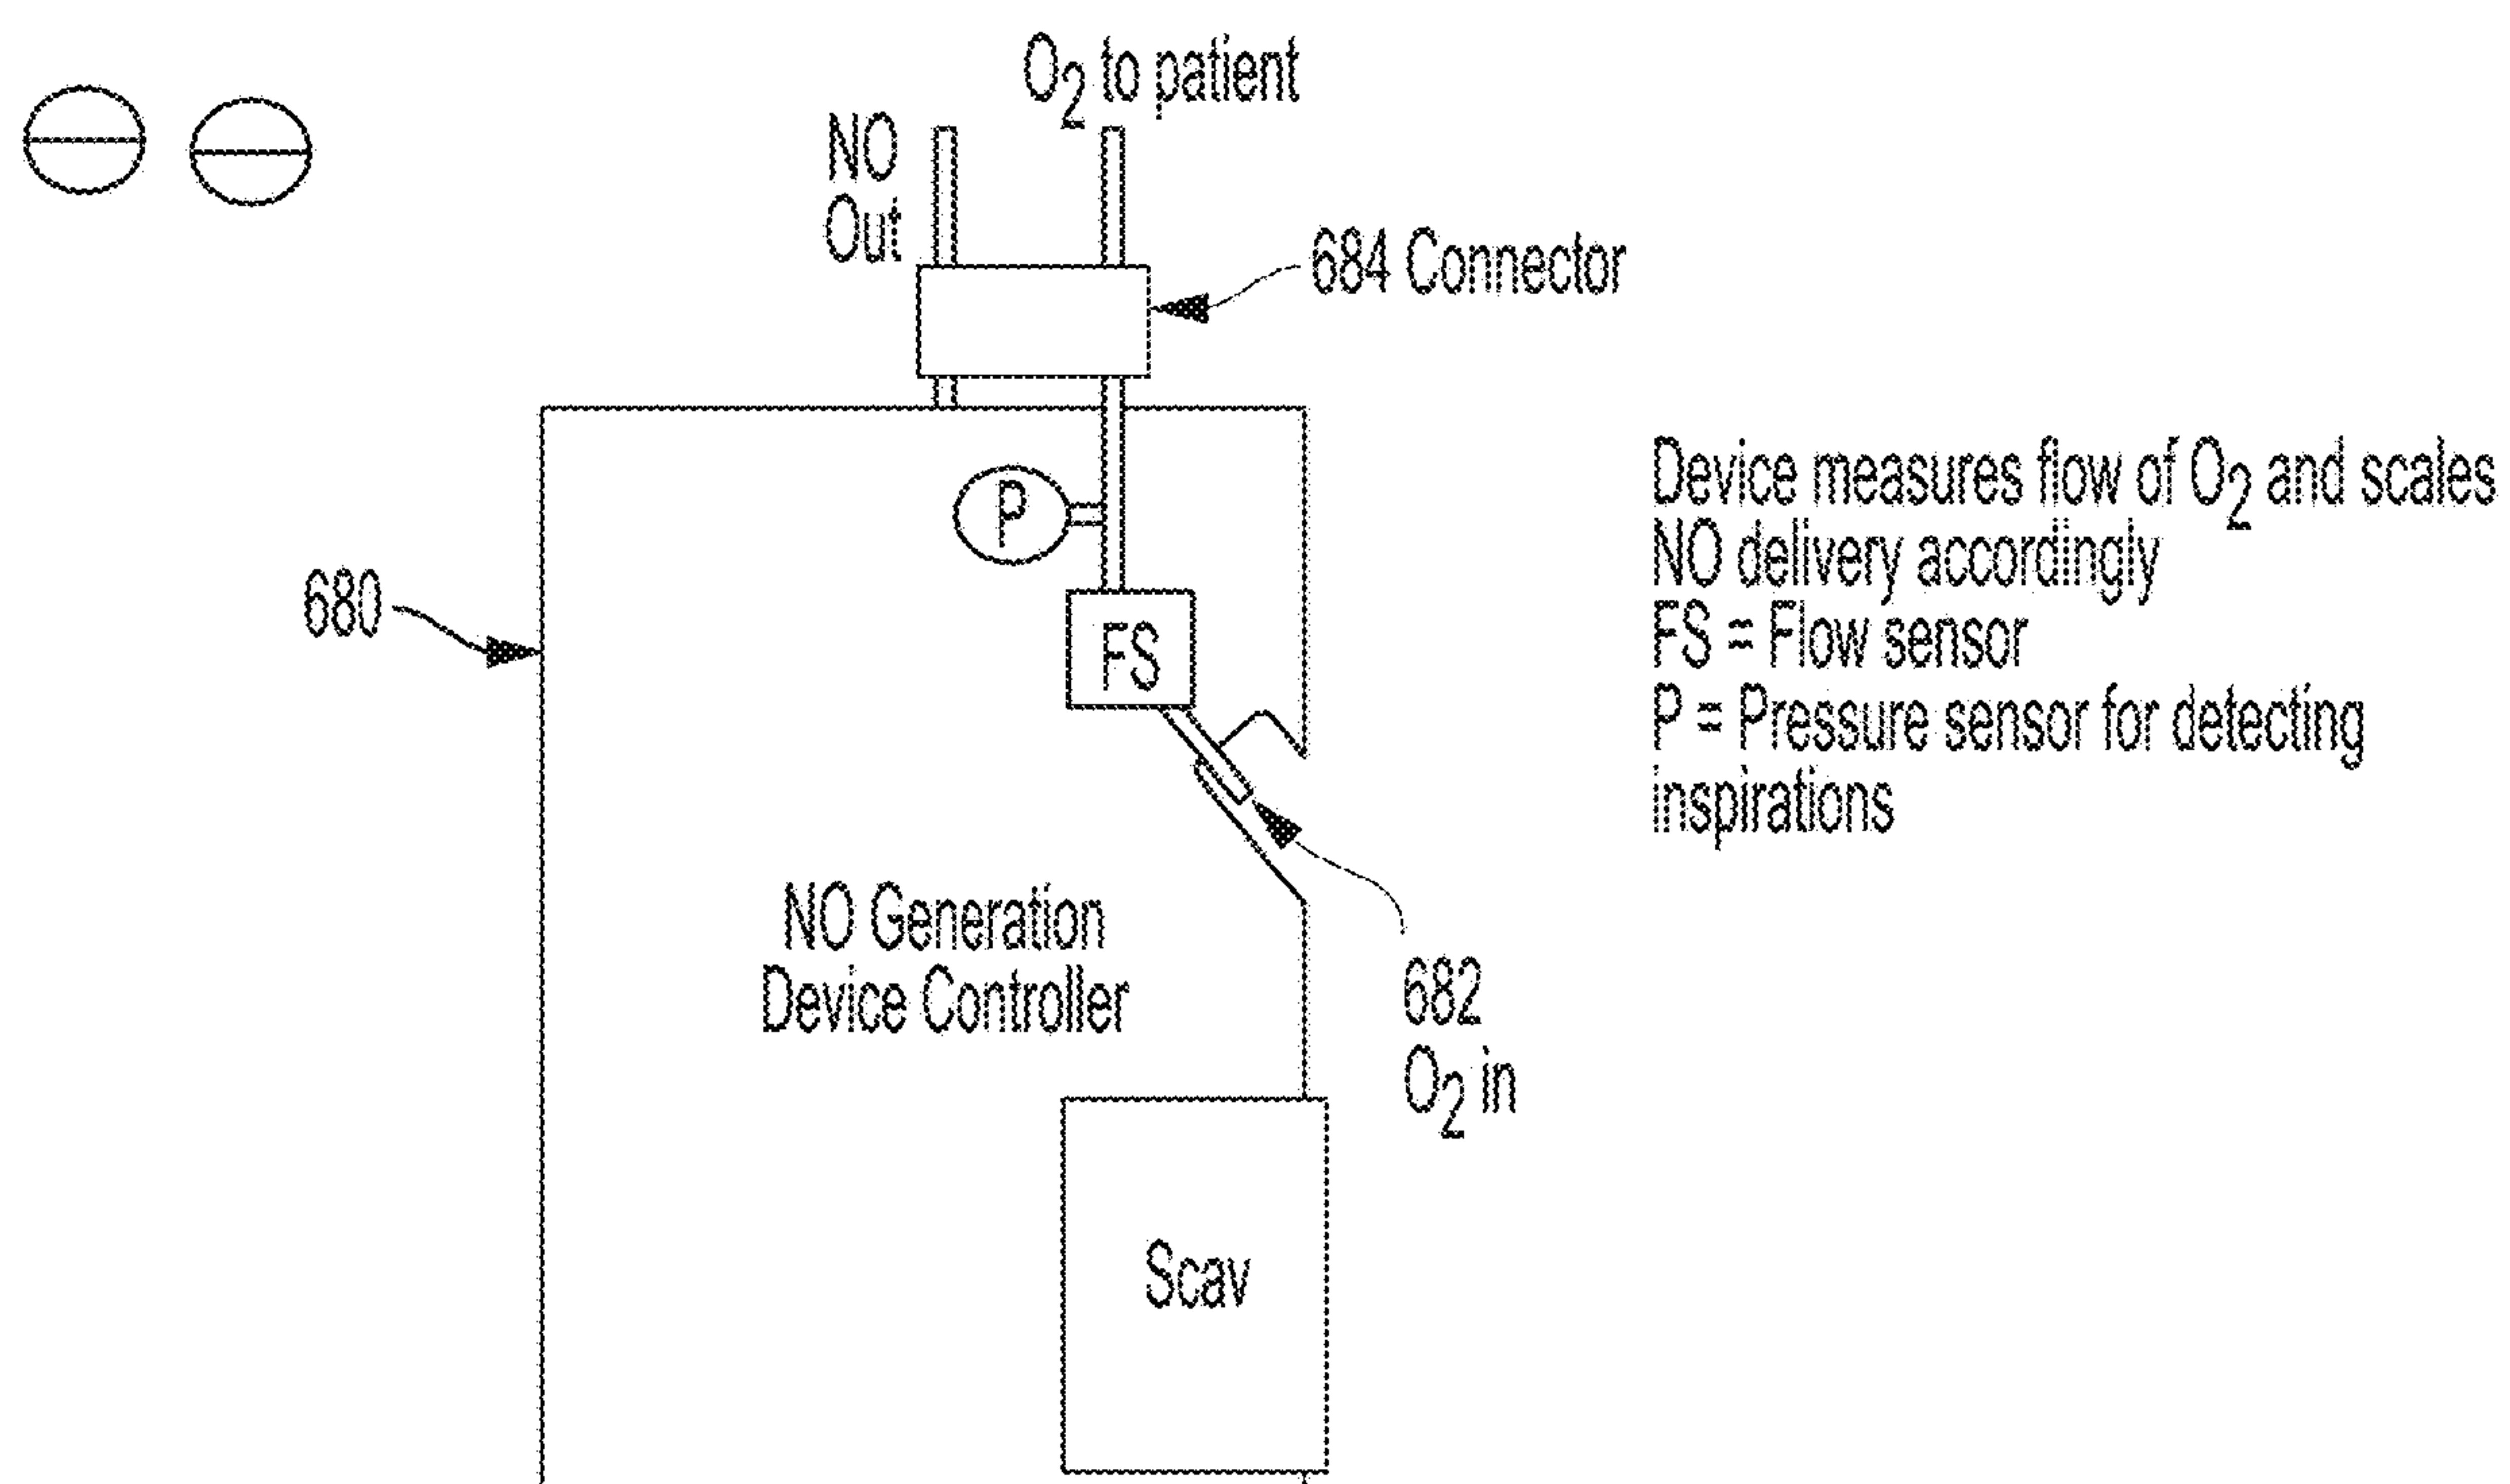 O2 to patient
NO
Out
684 Connector
P
680
FS
Device measures flow of O2 and scales
NO delivery accordingly
FS = Flow sensor
P = Pressure sensor for detecting
inspirations
NO Generation
Device Controller
682
O2 in
Scav